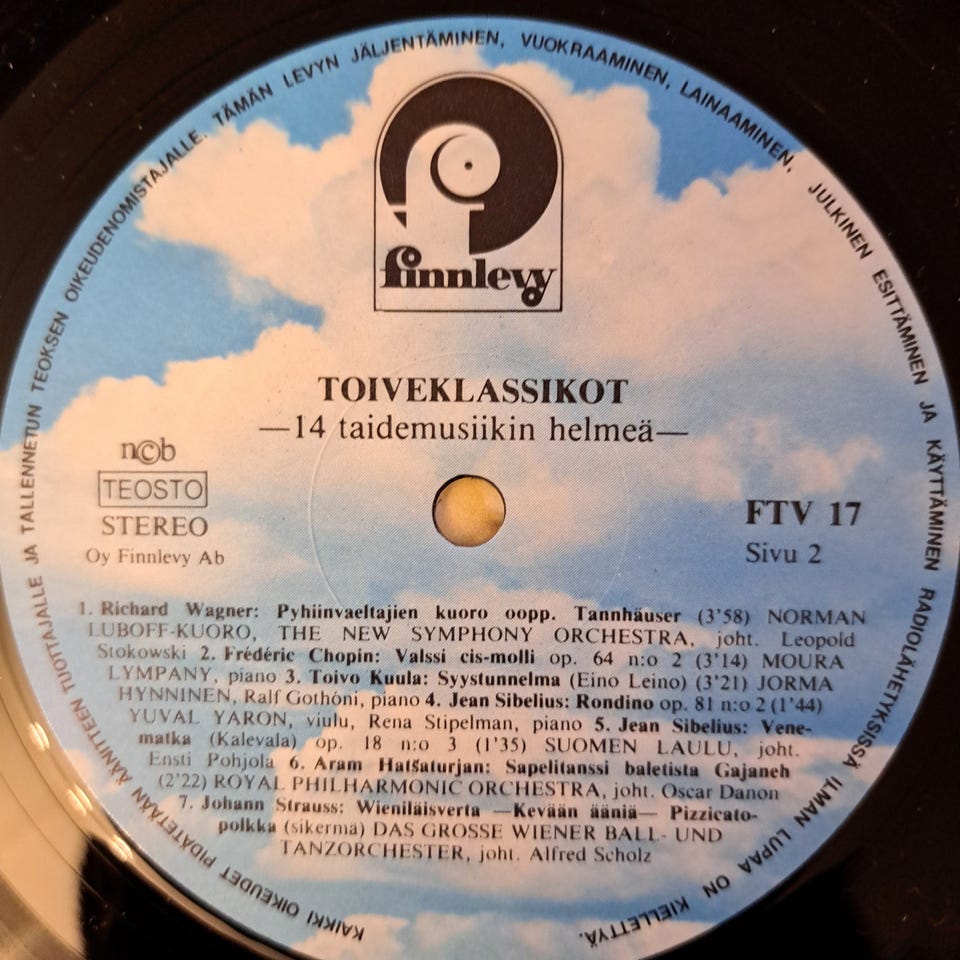 KAIKKI OIKEUDET PIDÄTETÄÄN ÄÄNITTEEN TUOTTAJALLE JA TALLENNETUN TEOKSEN OIKEUDENOMISTAJALLE. TÄMÄN LEVYN JÄLJENTÄMINEN, VUOKRAAMINEN, LAINAAMINEN, JULKINEN ESITTÄMINEN JA KÄYTTÄMINEN RADIOLÄHETYKSISSÄ ILMAN LUPAA ON KIELLETTYÄ.
finnlevy
TOIVEKLASSIKOT
—14 taidemusiikin helmeä—
n©b
TEOSTO
STEREO
Oy Finnlevy Ab
FTV 17
Sivu 2
1. Richard Wagner: Pyhiinvaeltajien kuoro oopp. Tannhäuser (3'58) NORMAN
LUBOFF-KUORO, THE NEW SYMPHONY ORCHESTRA, joht. Leopold
Stokowski 2. Frédéric Chopin: Valssi cis-molli op. 64 n:o 2 (3'14) MOURA
LYMPANY, piano 3. Toivo Kuula: Syystunnelma (Eino Leino) (3'21) JORMA
HYNNINEN, Ralf Gothóni, piano 4. Jean Sibelius: Rondino op. 81 n:o 2 (1'44)
YUVAL YARON, viulu, Rena Stipelman, piano 5. Jean Sibelius: Vene-
matka (Kalevala) op. 18 n:o 3 (1'35) SUOMEN LAULU, joht.
Ensti Pohjola 6. Aram Hatšaturjan: Sapelitanssi baletista Gajaneh
(2'22) ROYAL PHILHARMONIC ORCHESTRA, joht. Oscar Danon
7. Johann Strauss: Wieniläisverta —Kevään ääniä— Pizzicato-
polkka (sikermä) DAS GROSSE WIENER BALL- UND
TANZORCHESTER, joht. Alfred Scholz